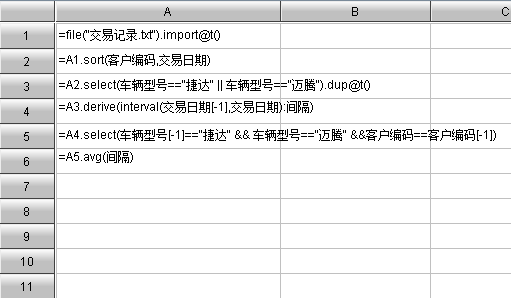 A B C
1 =file("交易记录.txt").import@t()
2 =A1.sort(客户编码,交易日期)
3 =A2.select(车辆型号=="捷达" || 车辆型号=="迈腾").dup@t()
4 =A3.derive(interval(交易日期[-1],交易日期):间隔)
5 =A4.select(车辆型号[-1]=="捷达" && 车辆型号=="迈腾" &&客户编码==客户编码[-1])
6 =A5.avg(间隔)
7
8
9
10
11